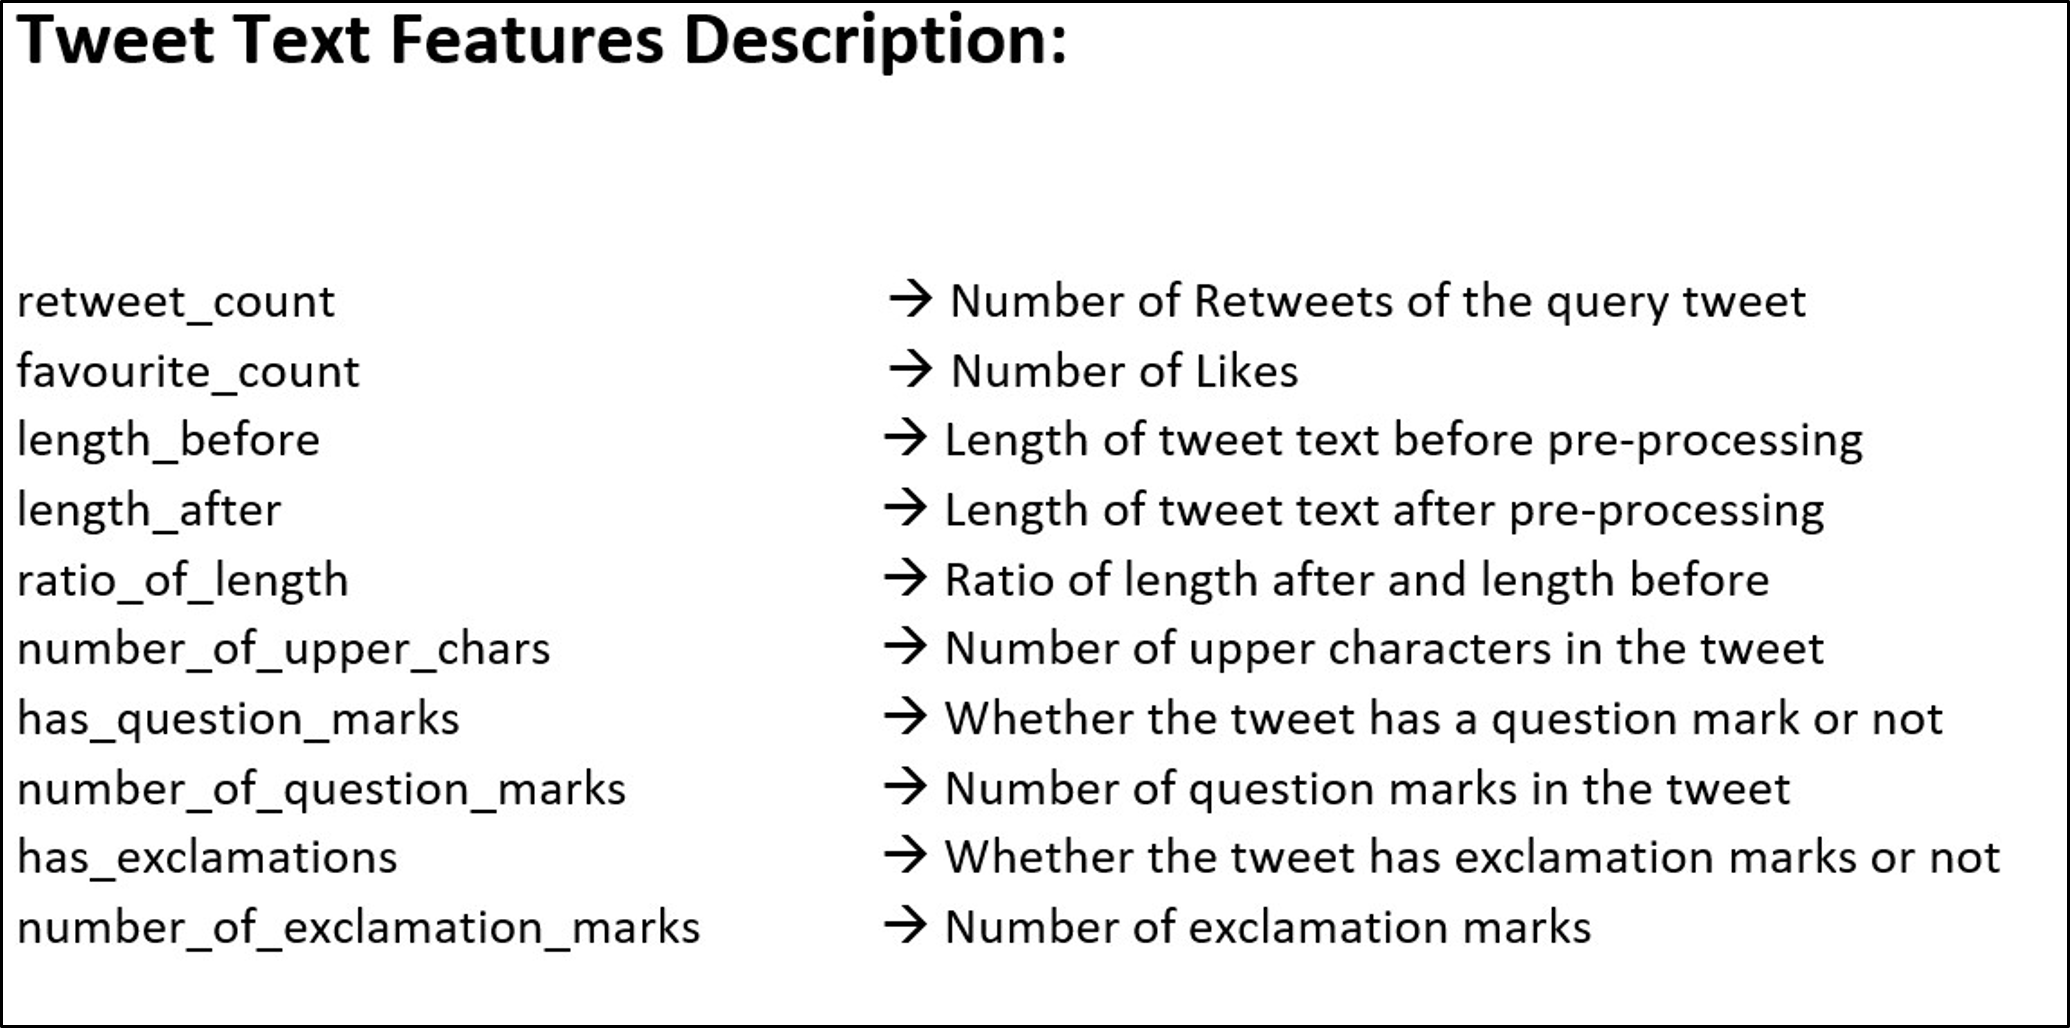 Tweet Text Features Description:
retweet_count → Number of Retweets of the query tweet
favourite_count → Number of Likes
length_before → Length of tweet text before pre-processing
length_after → Length of tweet text after pre-processing
ratio_of_length → Ratio of length after and length before
number_of_upper_chars → Number of upper characters in the tweet
has_question_marks → Whether the tweet has a question mark or not
number_of_question_marks → Number of question marks in the tweet
has_exclamations → Whether the tweet has exclamation marks or not
number_of_exclamation_marks → Number of exclamation marks